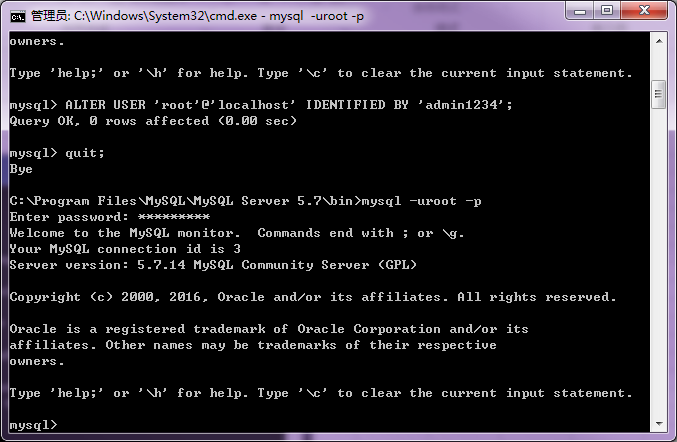 管理员: C:\Windows\System32\cmd.exe - mysql  -uroot -p
owners.
Type 'help;' or '\h' for help. Type '\c' to clear the current input statement.
mysql> ALTER USER 'root'@'localhost' IDENTIFIED BY 'admin1234';
Query OK, 0 rows affected (0.00 sec)
mysql> quit;
Bye
C:\Program Files\MySQL\MySQL Server 5.7\bin>mysql -uroot -p
Enter password: *********
Welcome to the MySQL monitor.  Commands end with ; or \g.
Your MySQL connection id is 3
Server version: 5.7.14 MySQL Community Server (GPL)
Copyright (c) 2000, 2016, Oracle and/or its affiliates. All rights reserved.
Oracle is a registered trademark of Oracle Corporation and/or its
affiliates. Other names may be trademarks of their respective
owners.
Type 'help;' or '\h' for help. Type '\c' to clear the current input statement.
mysql>